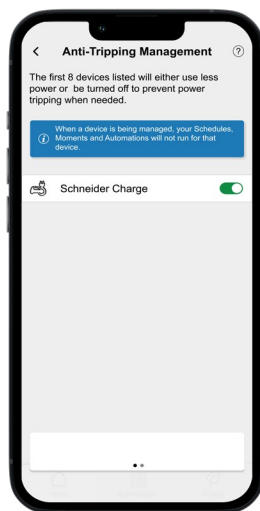 Anti-Tripping Management
The first 8 devices listed will either use less
power or be turned off to prevent power
tripping when needed.
When a device is being managed, your Schedules,
Moments and Automations will not run for that
device.
Schneider Charge